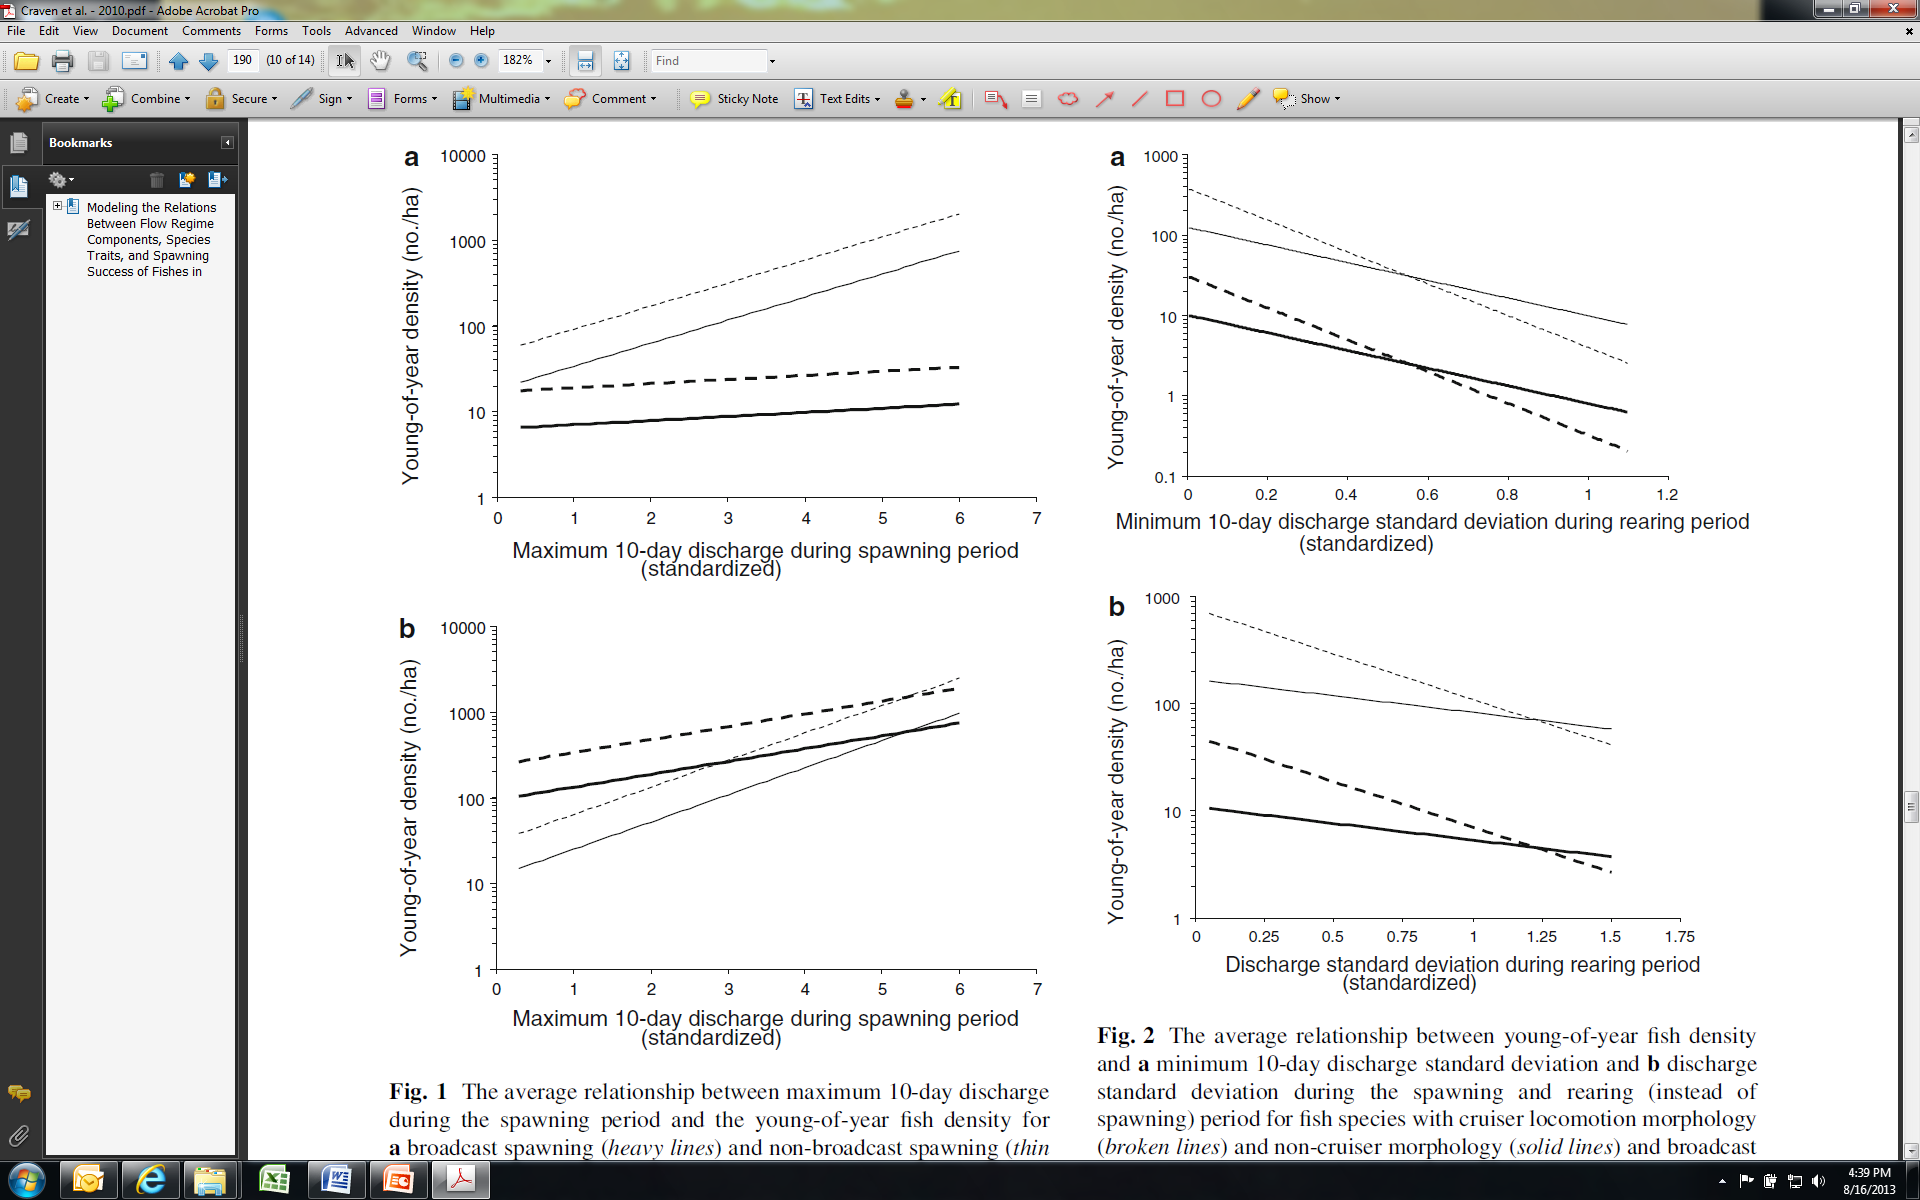 Craven et al. - 2010.pdf - Adobe Acrobat Pro
File Edit View Document Comments Forms Tools Advanced Window Help
190 (10 of 14) 182% Find
Create Combine Secure Sign Forms Multimedia Comment Sticky Note Text Edits Show
Bookmarks
Modeling the Relations
Between Flow Regime
Components, Species
Traits, and Spawning
Success of Fishes in
a
Young-of-year density (no./ha)
10000
1000
100
10
1
0 1 2 3 4 5 6 7
Maximum 10-day discharge during spawning period
(standardized)
b
Young-of-year density (no./ha)
10000
1000
100
10
1
0 1 2 3 4 5 6 7
Maximum 10-day discharge during spawning period
(standardized)
Fig. 1 The average relationship between maximum 10-day discharge
during the spawning period and the young-of-year fish density for
a broadcast spawning (heavy lines) and non-broadcast spawning (thin
a
Young-of-year density (no./ha)
1000
100
10
1
0.1
0 0.2 0.4 0.6 0.8 1 1.2
Minimum 10-day discharge standard deviation during rearing period
(standardized)
b
Young-of-year density (no./ha)
1000
100
10
1
0 0.25 0.5 0.75 1 1.25 1.5 1.75
Discharge standard deviation during rearing period
(standardized)
Fig. 2 The average relationship between young-of-year fish density
and a minimum 10-day discharge standard deviation and b discharge
standard deviation during the spawning and rearing (instead of
spawning) period for fish species with cruiser locomotion morphology
(broken lines) and non-cruiser morphology (solid lines) and broadcast
4:39 PM
8/16/2013